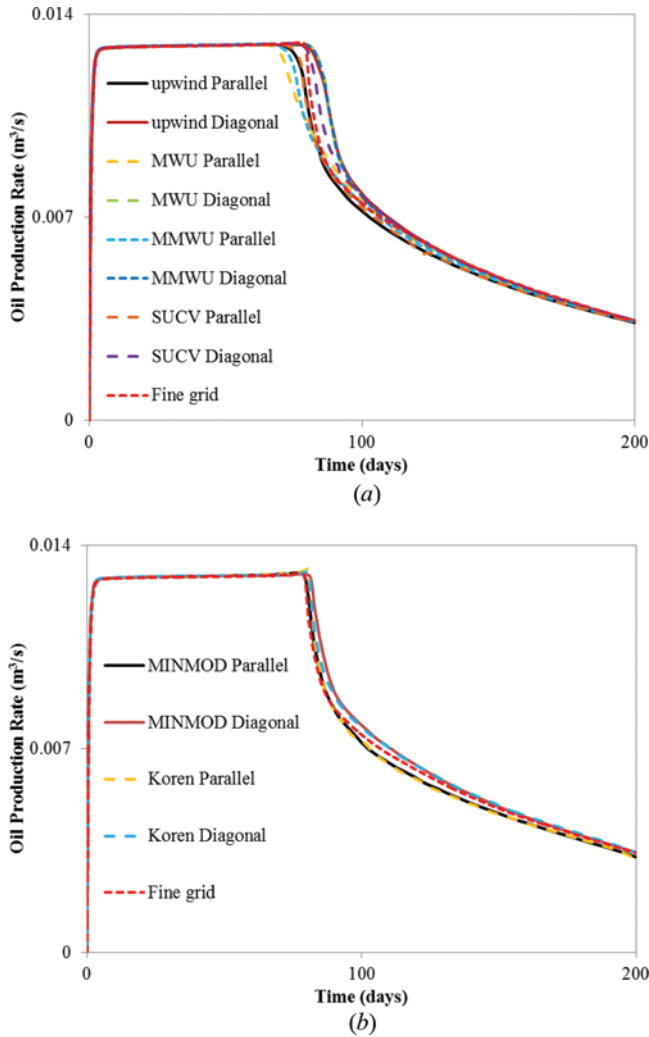 0.014
0.007
0
Oil Production Rate (m³/s)
upwind Parallel
upwind Diagonal
MWU Parallel
MWU Diagonal
MMWU Parallel
MMWU Diagonal
SUCV Parallel
SUCV Diagonal
Fine grid
0
100
200
Time (days)
(a)
0.014
0.007
0
Oil Production Rate (m³/s)
MINMOD Parallel
MINMOD Diagonal
Koren Parallel
Koren Diagonal
Fine grid
0
100
200
Time (days)
(b)